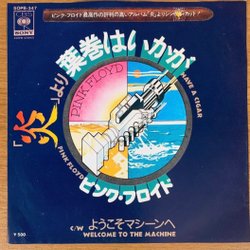 SOPB-347
SONY
ピンク・フロイド最高作の評判の高いアルバム"炎"よりシングル・カット!
「炎」より
葉巻はいかが
HAVE A CIGAR
PINK FLOYD
PINK FLOYD
ピンク・フロイド
c/w ようこそマシーンへ
WELCOME TO THE MACHINE
¥500